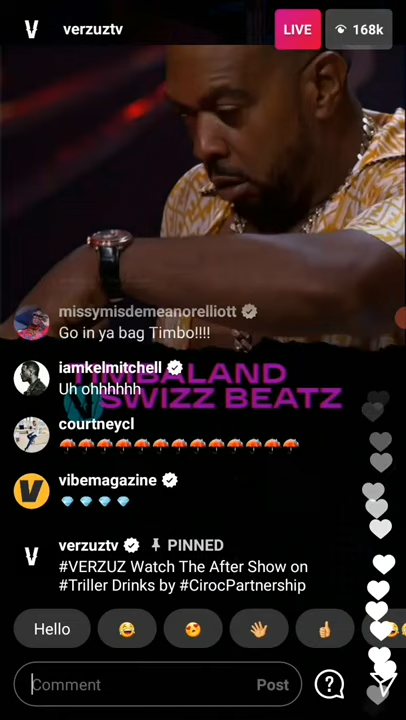 verzuztv
LIVE
168k
missymisdemeanorelliott
Go in ya bag Timbo!!!!
iamkelmitchell
TIMBALAND
Uh ohhhhhh
SWIZZ BEATZ
courtneycl
☂️☂️☂️☂️☂️☂️☂️☂️☂️☂️☂️☂️
vibemagazine
💎💎💎💎
verzuztv PINNED
#VERZUZ Watch The After Show on
#Triller Drinks by #CirocPartnership
Hello 😂 😍 👋 👍
Comment Post